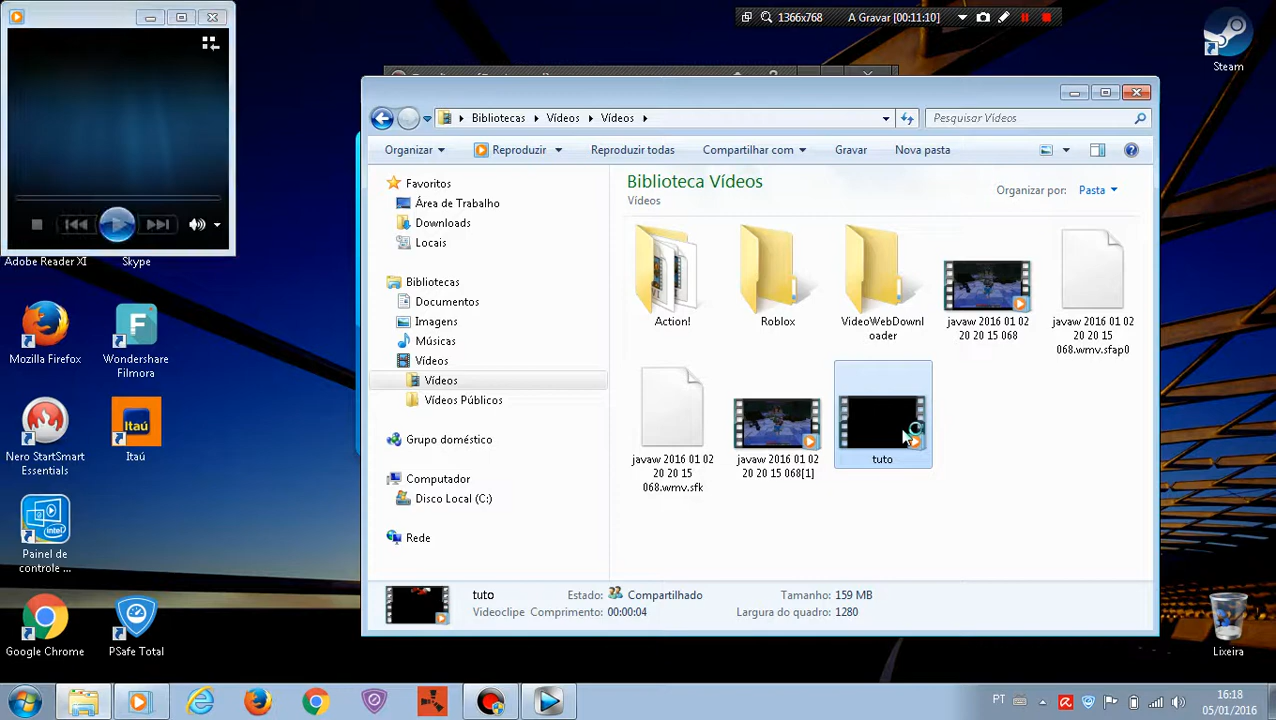 1366x768
A Gravar [00:11:10]
Steam
Bibliotecas
Vídeos
Vídeos
Pesquisar Vídeos
Organizar
Reproduzir
Reproduzir todas
Compartilhar com
Gravar
Nova pasta
Biblioteca Vídeos
Vídeos
Organizar por:
Pasta
Favoritos
Área de Trabalho
Downloads
Locais
Bibliotecas
Documentos
Imagens
Músicas
Vídeos
Vídeos
Vídeos Públicos
Grupo doméstico
Computador
Disco Local (C:)
Rede
Action!
Roblox
VideoWebDownl
oader
javaw 2016 01 02
20 20 15 068
javaw 2016 01 02
20 20 15
068.wmv.sfap0
javaw 2016 01 02
20 20 15
068.wmv.sfk
javaw 2016 01 02
20 20 15 068[1]
tuto
tuto
Videoclipe
Estado:
Compartilhado
Comprimento:
00:00:04
Tamanho:
159 MB
Largura do quadro:
1280
Adobe Reader XI
Skype
Mozilla Firefox
Wondershare
Filmora
Nero StartSmart
Essentials
Itaú
Itaú
intel
Painel de
controle ...
Google Chrome
PSafe Total
Lixeira
PT
16:18
05/01/2016